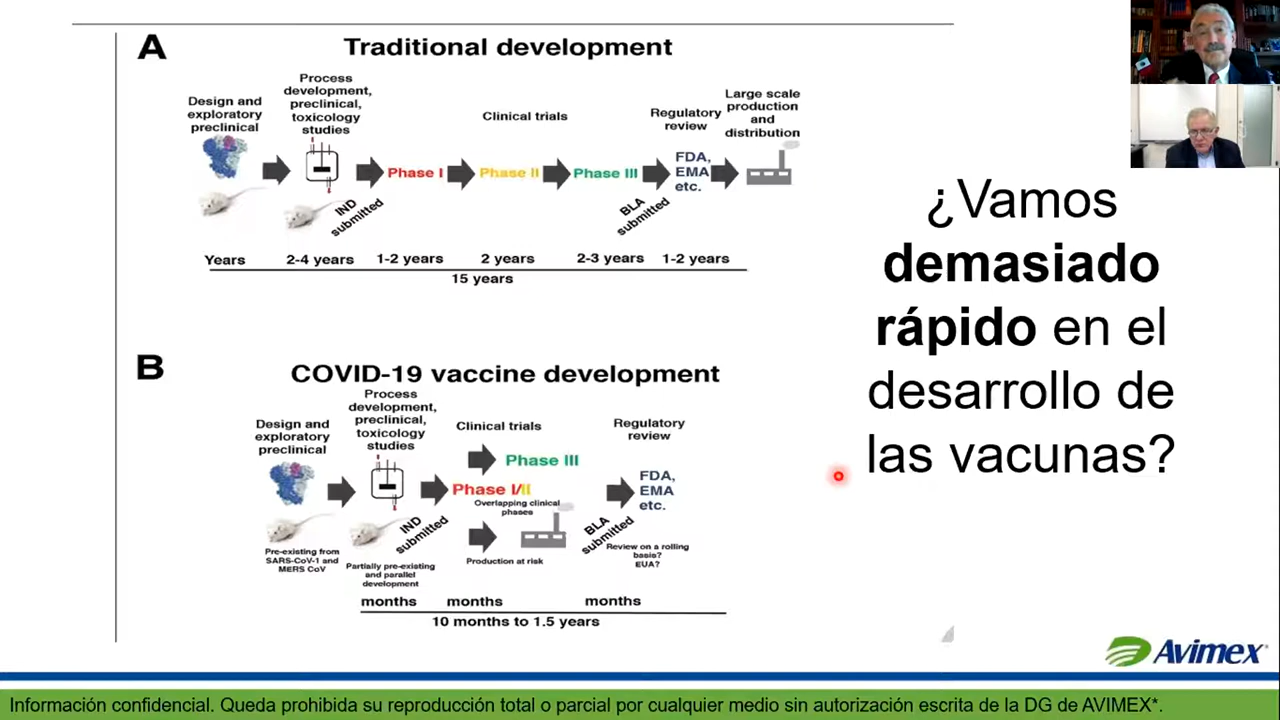 A
Traditional development
Design and
exploratory
preclinical
Process
development,
preclinical,
toxicology
studies
Clinical trials
Regulatory
review
Large scale
production
and
distribution
Phase I
Phase II
Phase III
FDA,
EMA
etc.
IND
submitted
BLA
submitted
Years
2-4 years
1-2 years
2 years
2-3 years
1-2 years
15 years
B
COVID-19 vaccine development
Design and
exploratory
preclinical
Process
development,
preclinical,
toxicology
studies
Clinical trials
Regulatory
review
Phase III
Phase I/II
Overlapping clinical
phases
FDA,
EMA
etc.
IND
submitted
BLA
submitted
Pre-existing from
SARS-CoV-1 and
MERS CoV
Partially pre-existing
and parallel
development
Production at risk
Review on a rolling
basis?
EUA?
months
months
months
10 months to 1.5 years
¿Vamos
demasiado
rápido en el
desarrollo de
las vacunas?
Avimex
Información confidencial. Queda prohibida su reproducción total o parcial por cualquier medio sin autorización escrita de la DG de AVIMEX*.